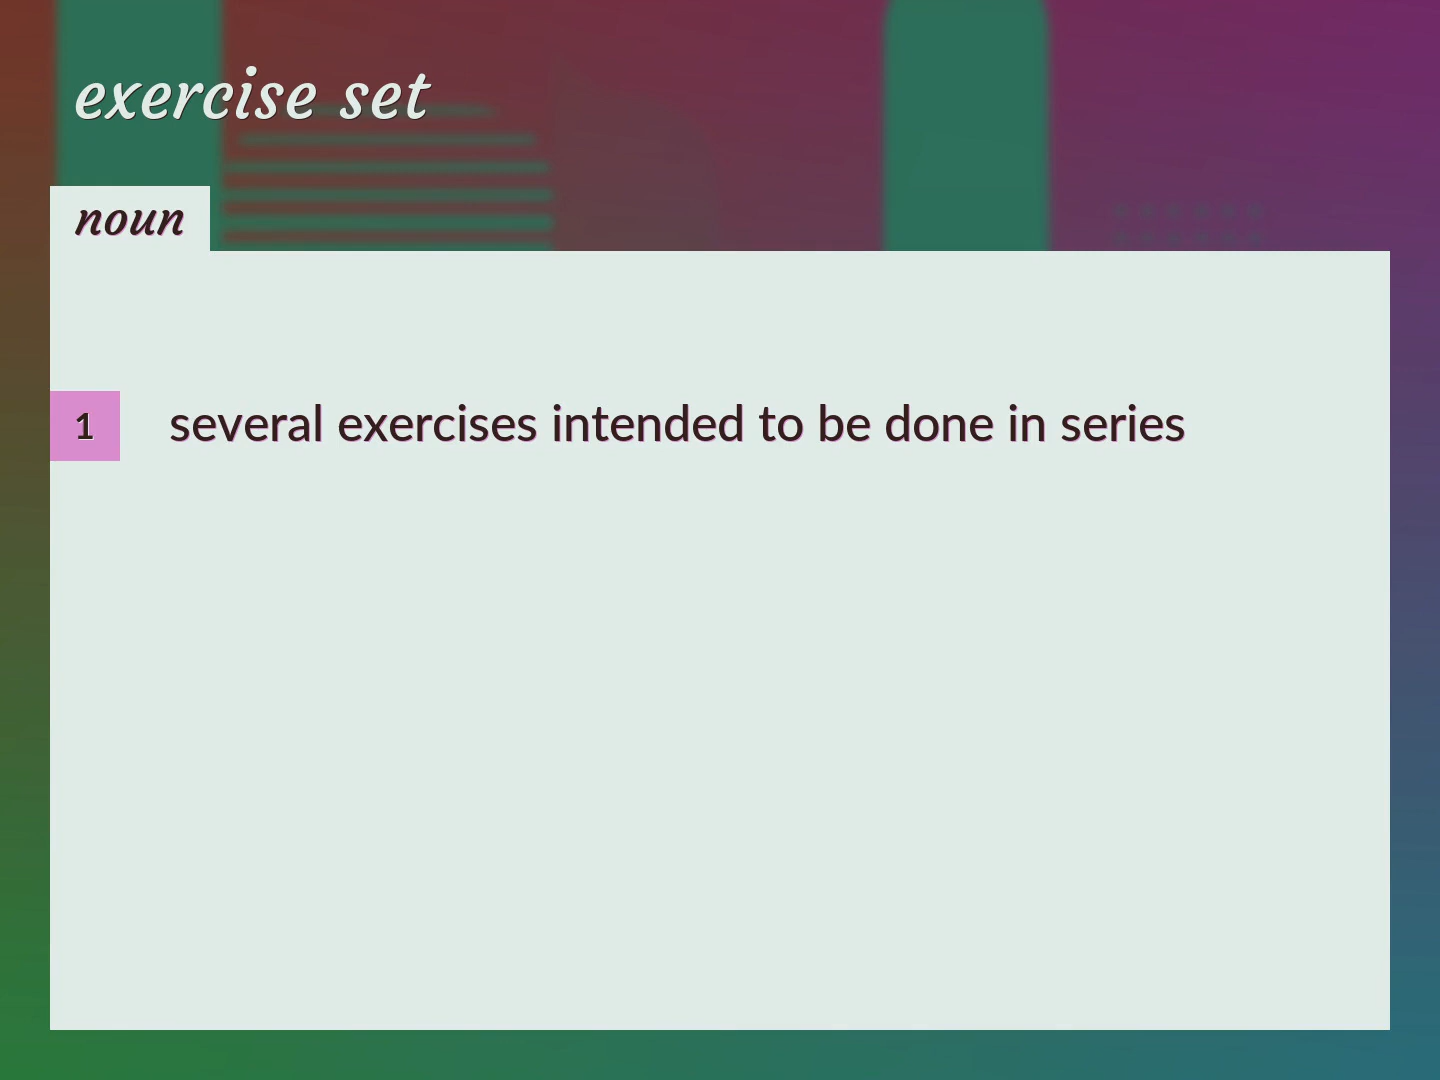 exercise set
noun
1 several exercises intended to be done in series